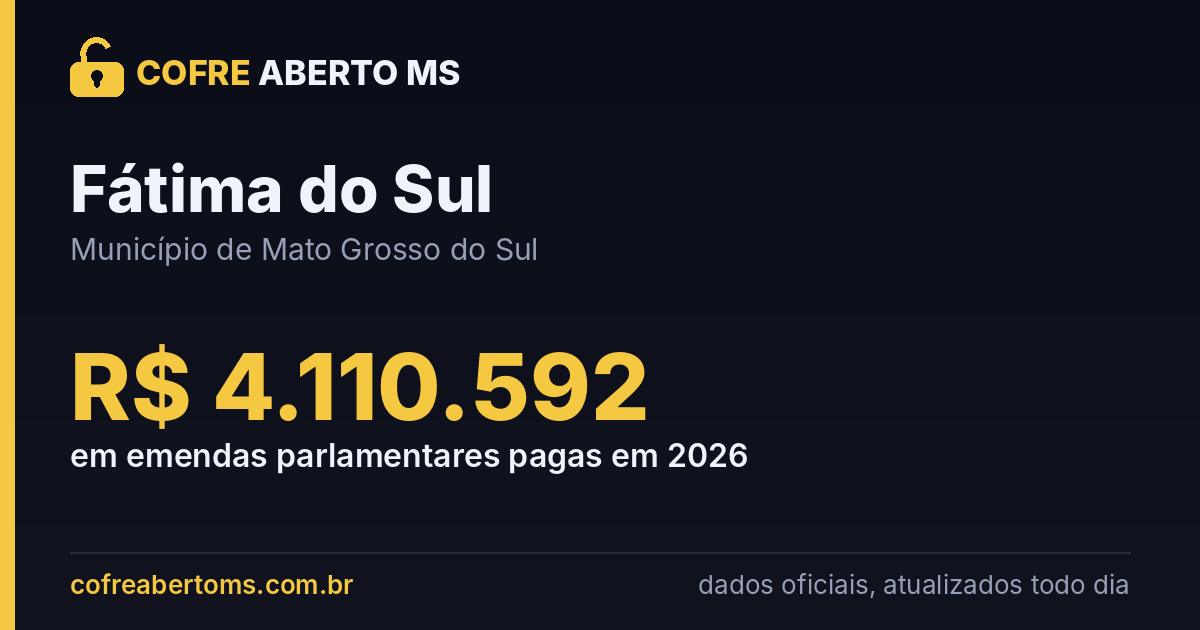 COFRE ABERTO MS
Fátima do Sul
Município de Mato Grosso do Sul
R$ 4.110.592
em emendas parlamentares pagas em 2026
cofreabertoms.com.br
dados oficiais, atualizados todo dia